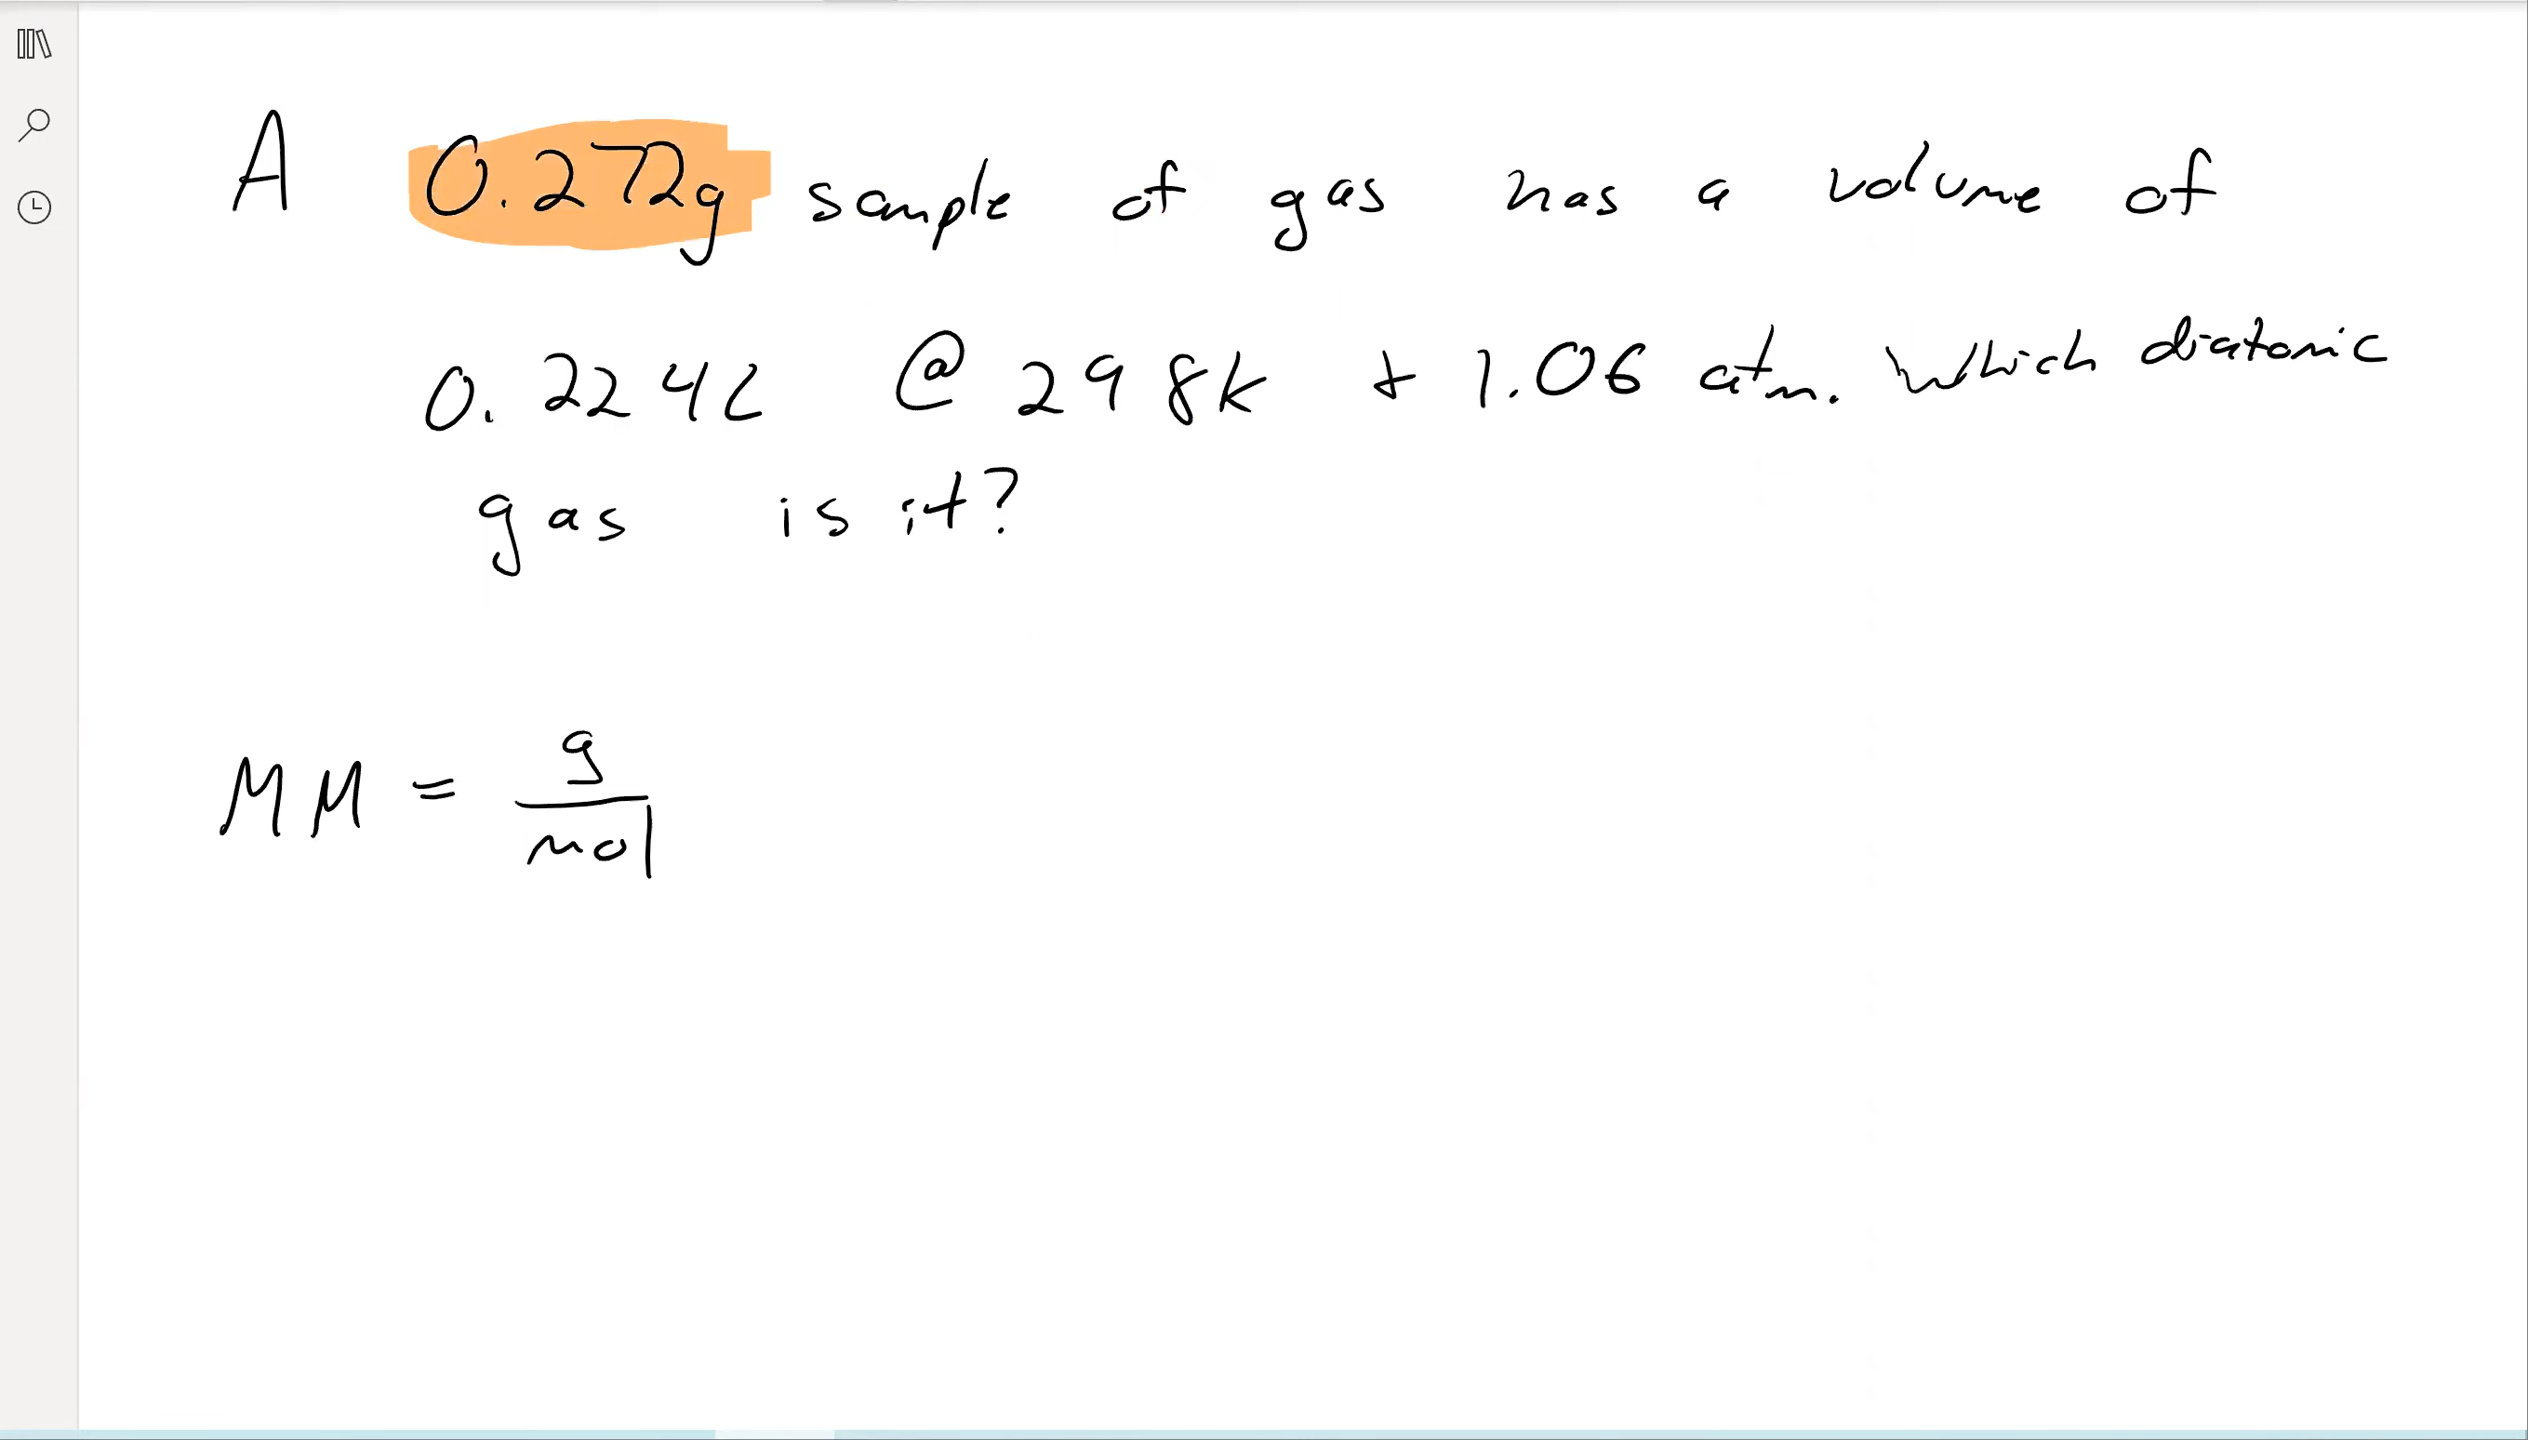 A 0.272g sample of gas has a volume of
0.224L @ 298K + 1.06 atm. Which diatomic
gas is it?
MM = g/mol